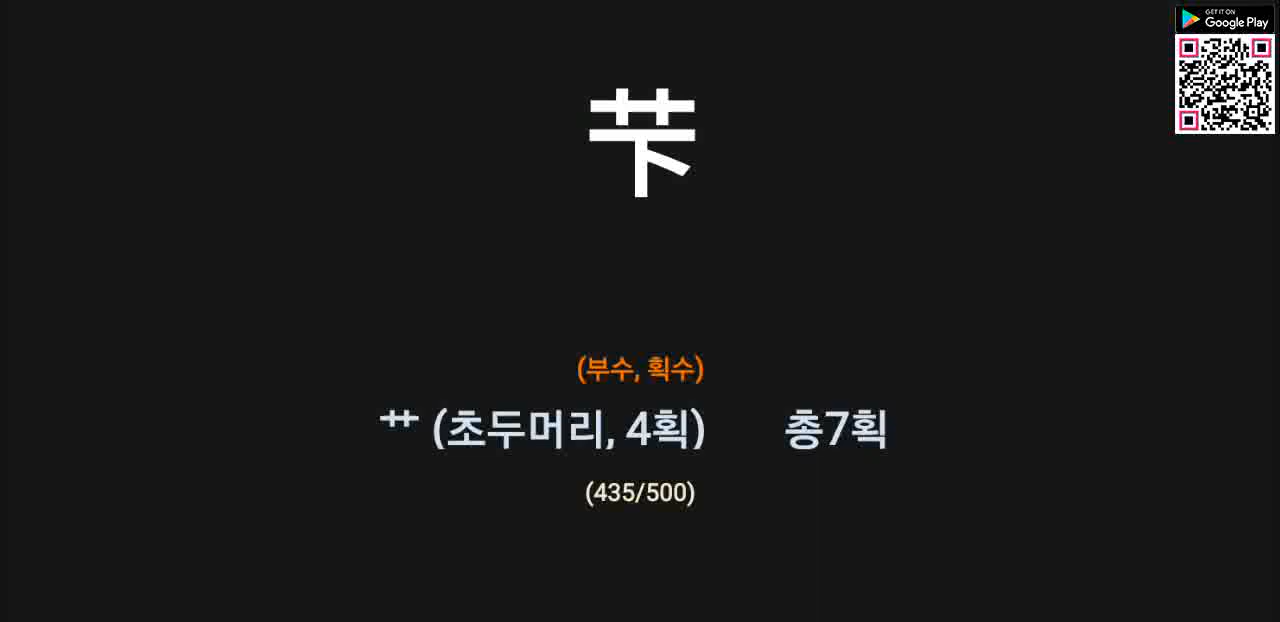 GET IT ON
Google Play
芐
(부수, 획수)
艹 (초두머리, 4획) 총7획
(435/500)